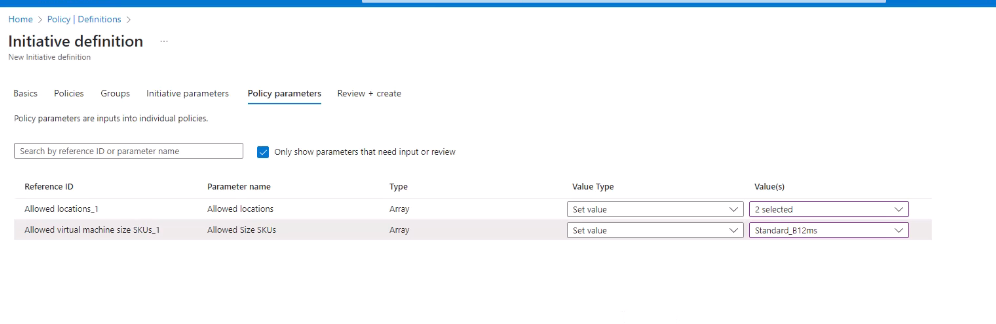 Home > Policy | Definitions >
Initiative definition ...
New Initiative definition
Basics Policies Groups Initiative parameters Policy parameters Review + create
Policy parameters are inputs into individual policies.
Search by reference ID or parameter name Only show parameters that need input or review
Reference ID Parameter name Type Value Type Value(s)
Allowed locations_1 Allowed locations Array Set value 2 selected
Allowed virtual machine size SKUs_1 Allowed Size SKUs Array Set value Standard_B12ms